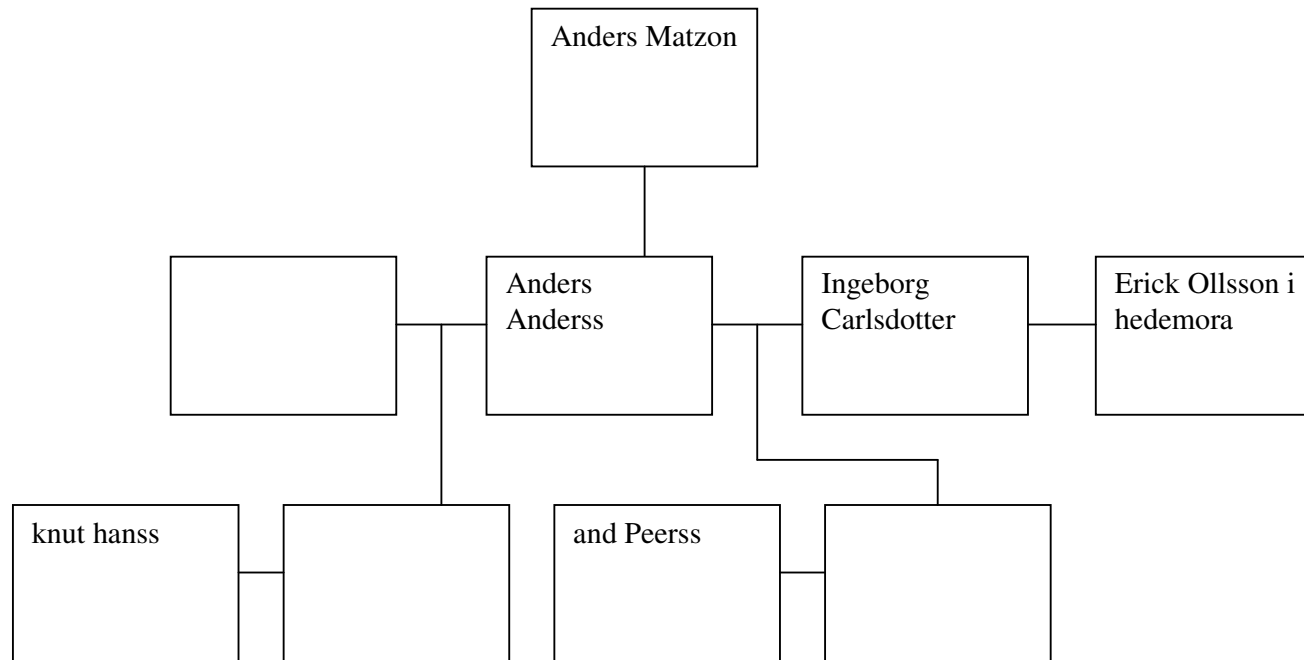 Anders Matzon
Anders
Anderss
Ingeborg
Carlsdotter
Erick Ollsson i
hedemora
knut hanss
and Peerss